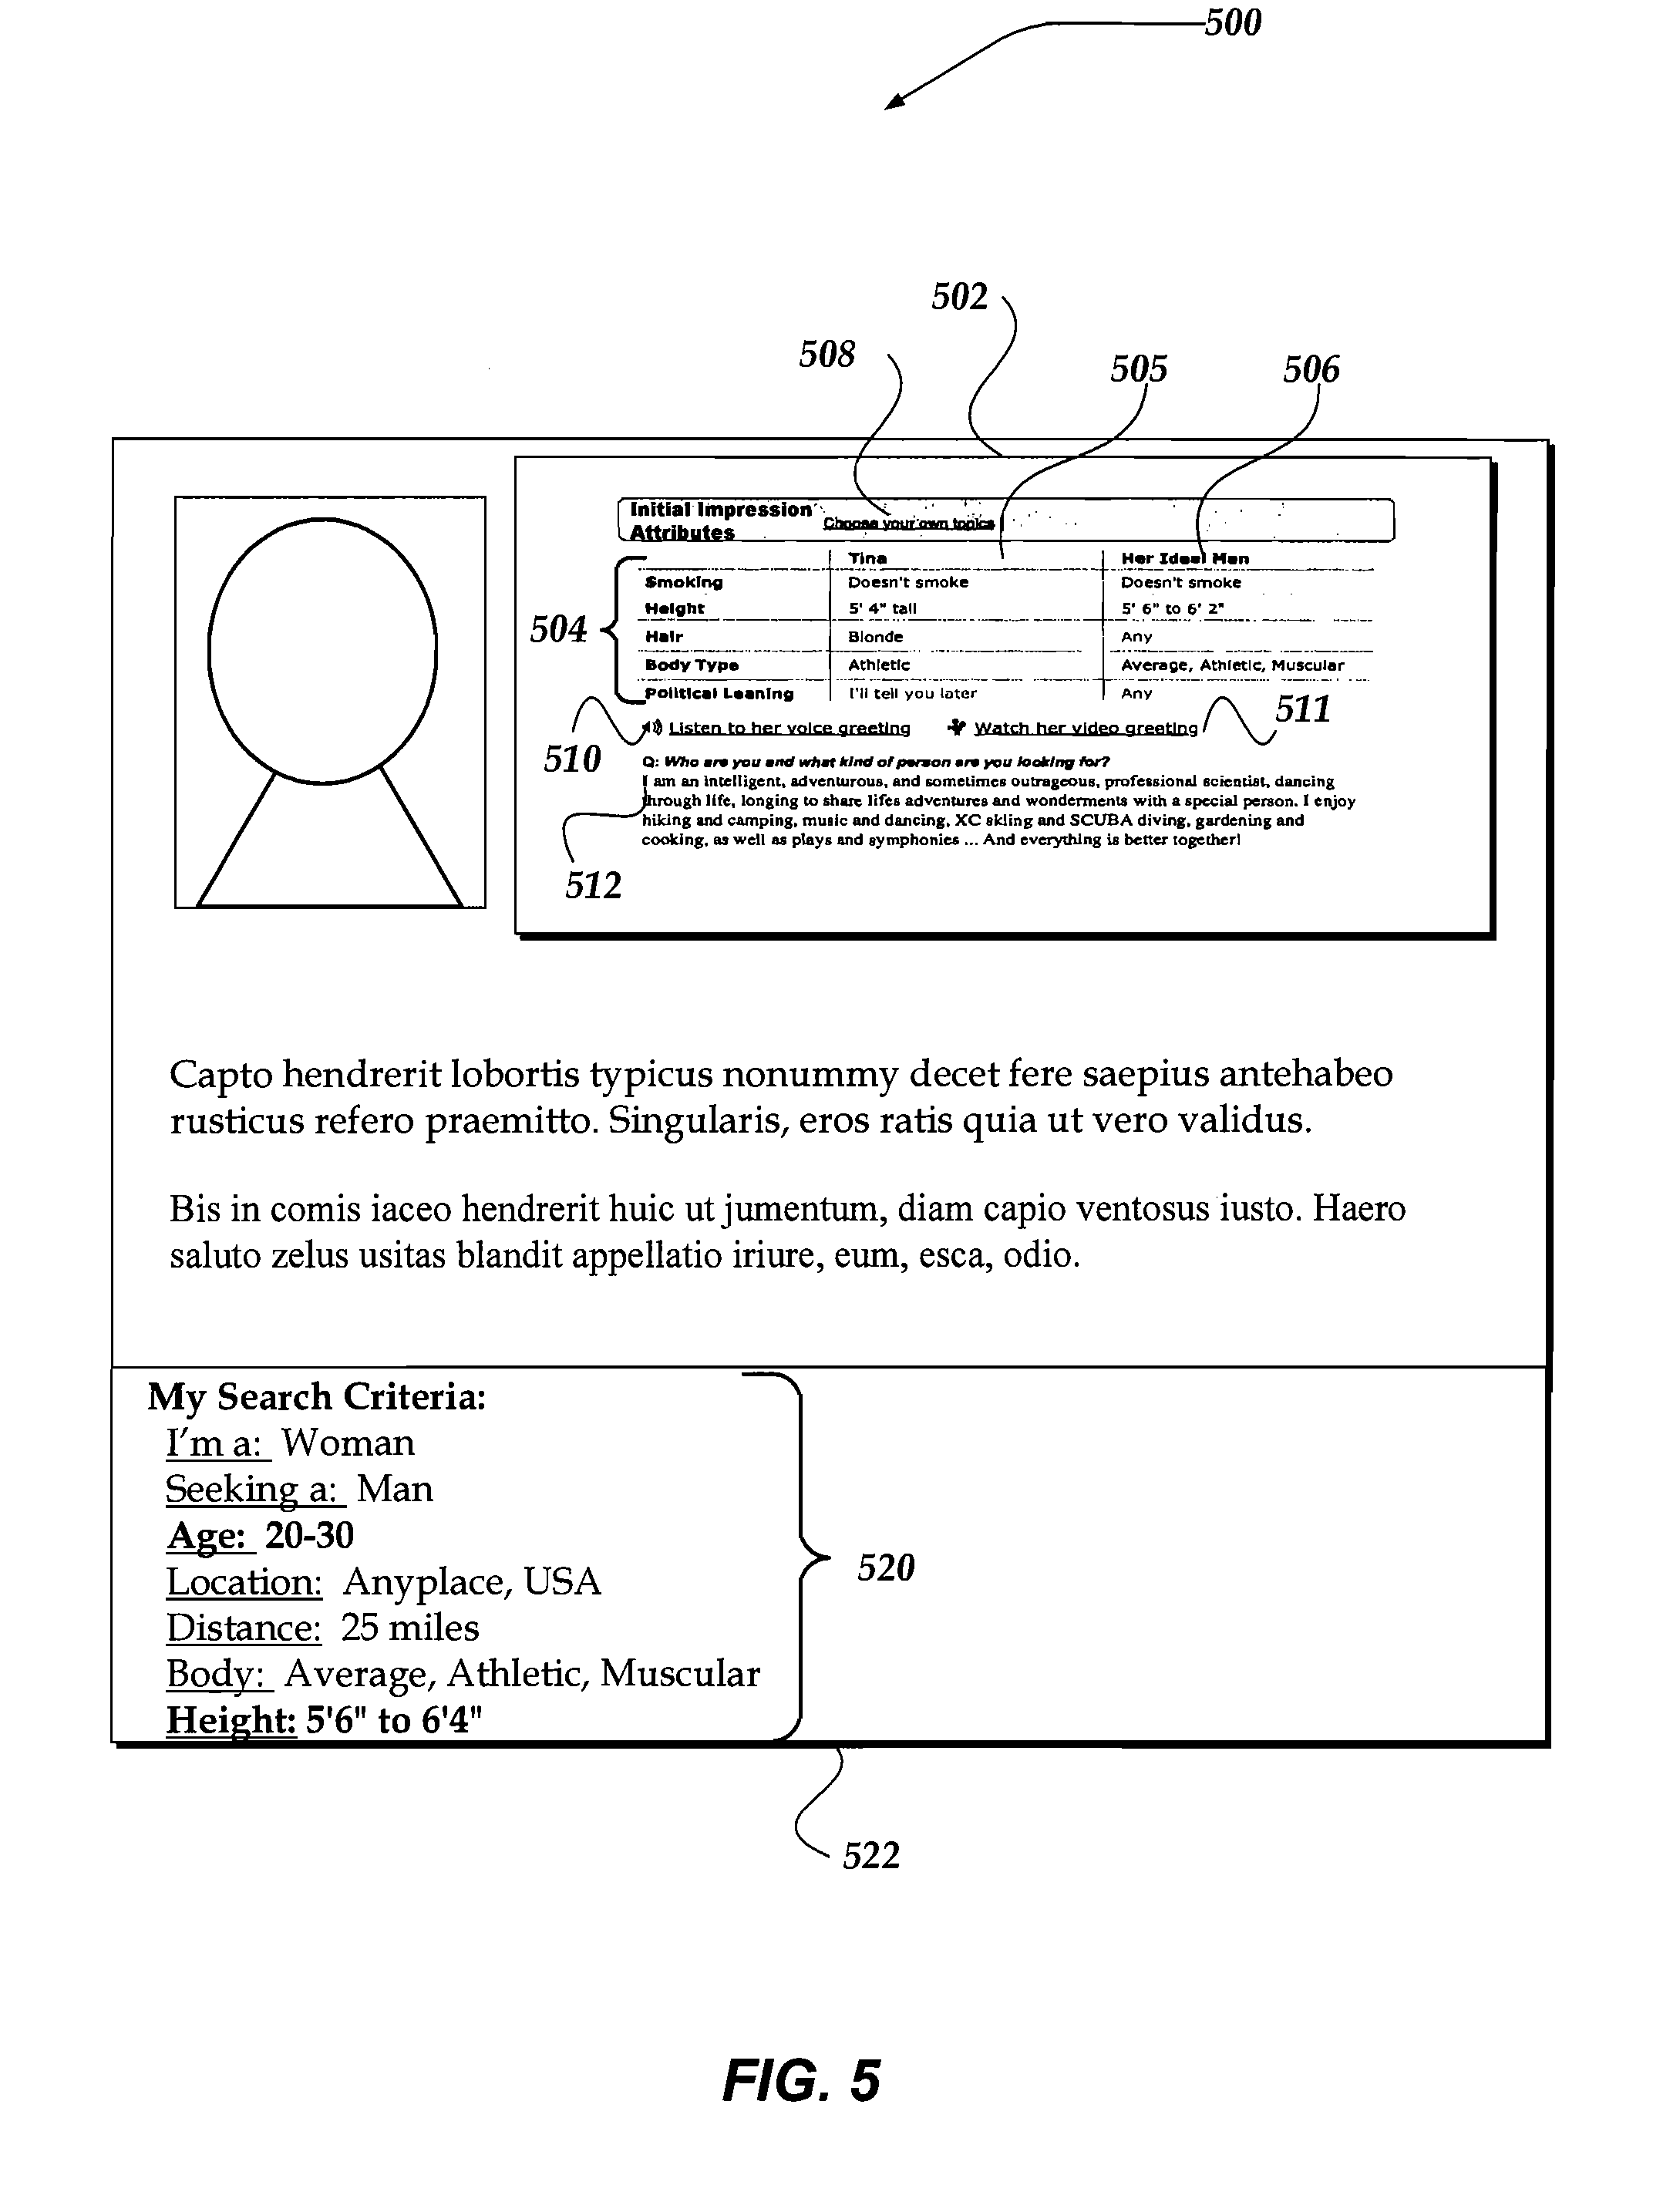 500
502
508
505
506
Initial Impression
Attributes
Choose your own topics
Tina
Her Ideal Man
Smoking
Doesn't smoke
Doesn't smoke
Height
5' 4" tall
5' 6" to 6' 2"
504
Hair
Blonde
Any
Body Type
Athletic
Average, Athletic, Muscular
Political Leaning
I'll tell you later
Any
511
Listen to her voice greeting
Watch her video greeting
510
Q: Who are you and what kind of person are you looking for?
I am an intelligent, adventurous, and sometimes outrageous, professional scientist, dancing
through life, longing to share lifes adventures and wonderments with a special person. I enjoy
hiking and camping, music and dancing, XC skiing and SCUBA diving, gardening and
cooking, as well as plays and symphonies ... And everything is better together!
512
Capto hendrerit lobortis typicus nonummy decet fere saepius antehabeo
rusticus refero praemitto. Singularis, eros ratis quia ut vero validus.
Bis in comis iaceo hendrerit huic ut jumentum, diam capio ventosus iusto. Haero
saluto zelus usitas blandit appellatio iriure, eum, esca, odio.
My Search Criteria:
I'm a: Woman
Seeking a: Man
Age: 20-30
Location: Anyplace, USA
Distance: 25 miles
Body: Average, Athletic, Muscular
Height: 5'6" to 6'4"
520
522
FIG. 5